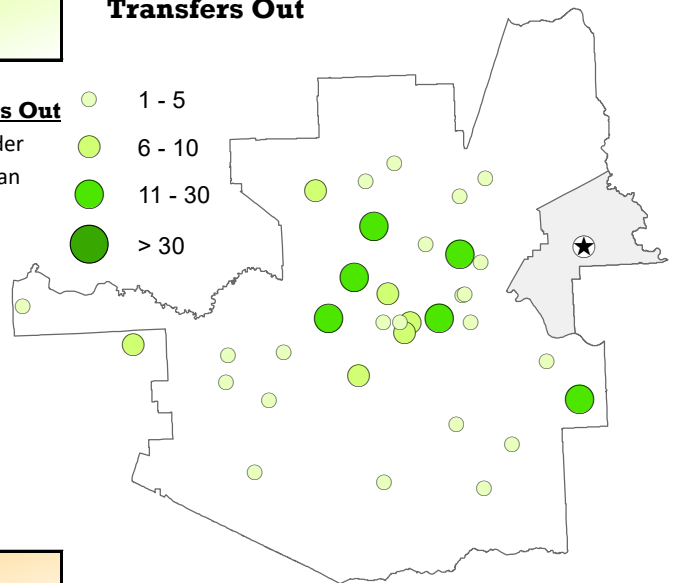 Transfers Out
s Out
der
an
1 - 5
6 - 10
11 - 30
> 30